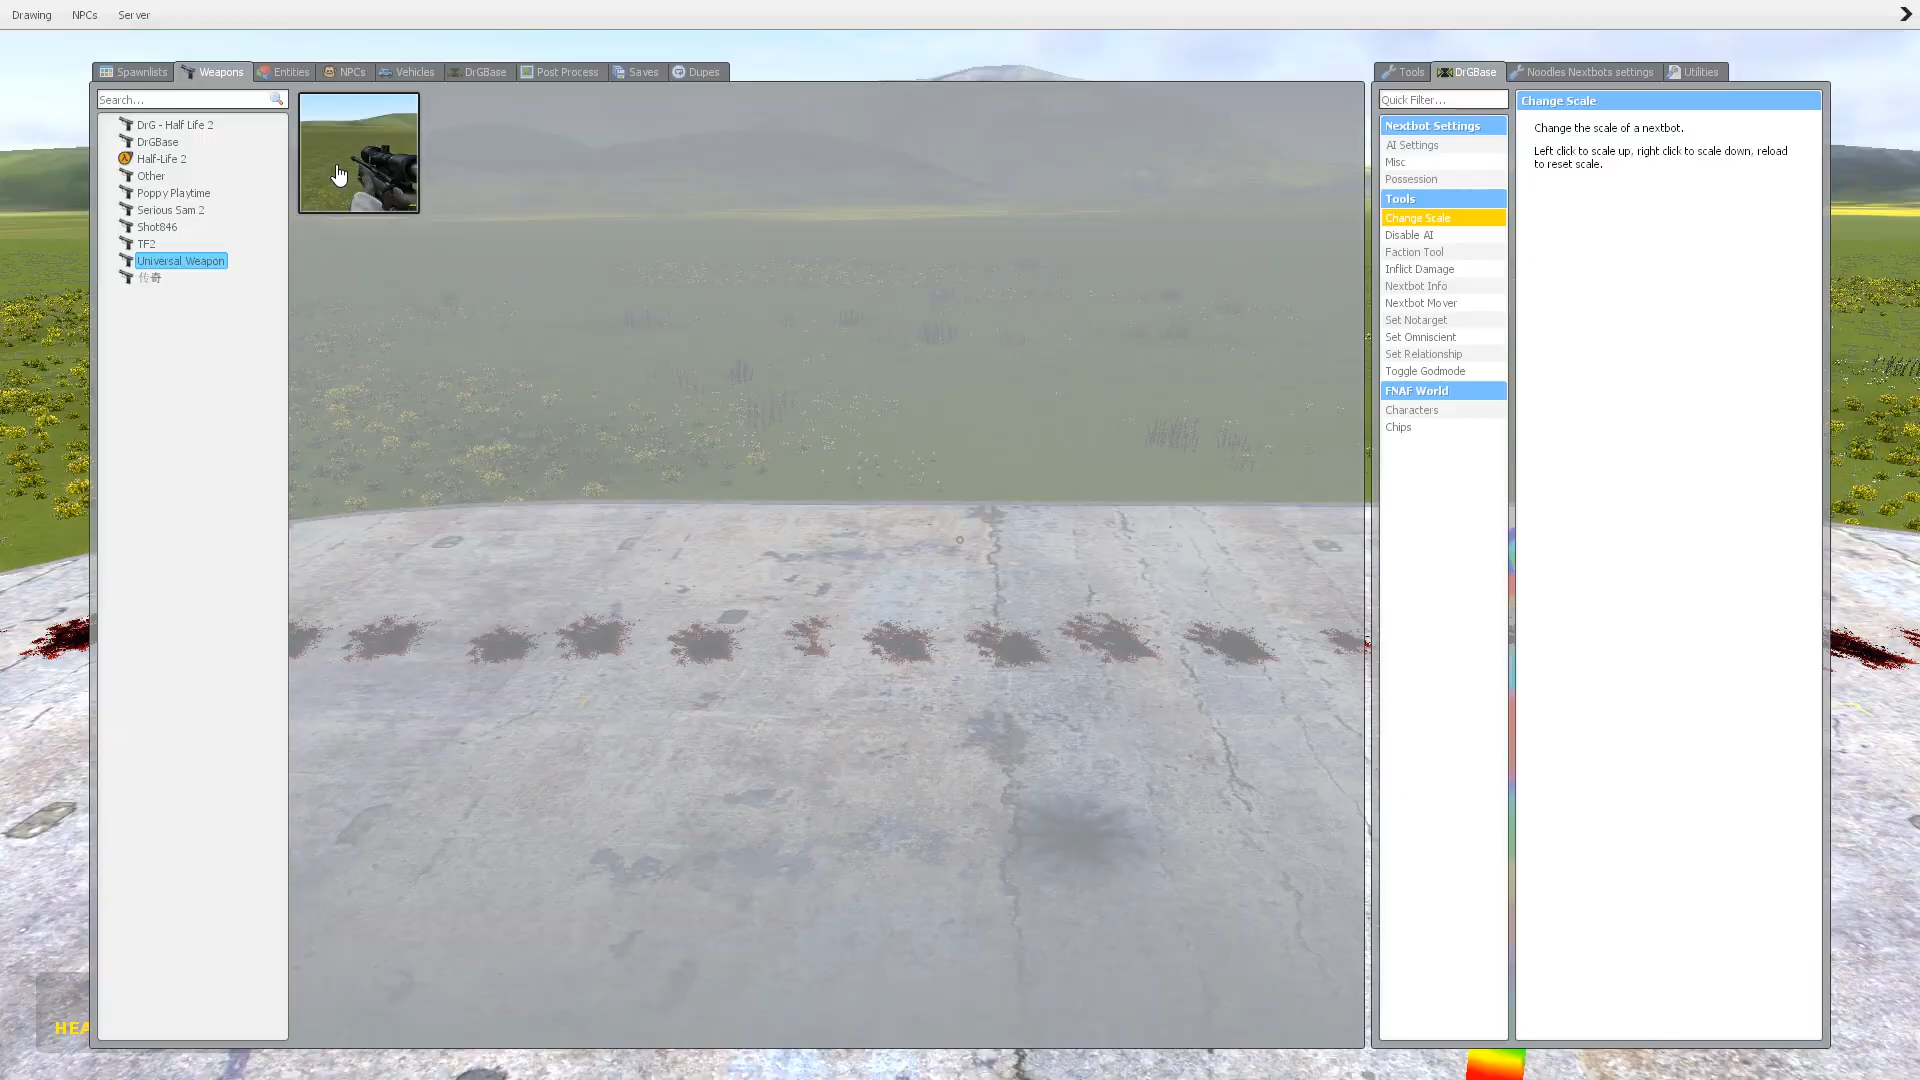 Drawing NPCs Server
Spawnlists Weapons Entities NPCs Vehicles DrGBase Post Process Saves Dupes
Search...
DrG - Half Life 2
DrGBase
Half-Life 2
Other
Poppy Playtime
Serious Sam 2
Shot846
TF2
Universal Weapon
传奇
HEA
Tools DrGBase Noodles Nextbots settings Utilities
Quick Filter...
Nextbot Settings
AI Settings
Misc
Possession
Tools
Change Scale
Disable AI
Faction Tool
Inflict Damage
Nextbot Info
Nextbot Mover
Set Notarget
Set Omniscient
Set Relationship
Toggle Godmode
FNAF World
Characters
Chips
Change Scale
Change the scale of a nextbot.
Left click to scale up, right click to scale down, reload
to reset scale.